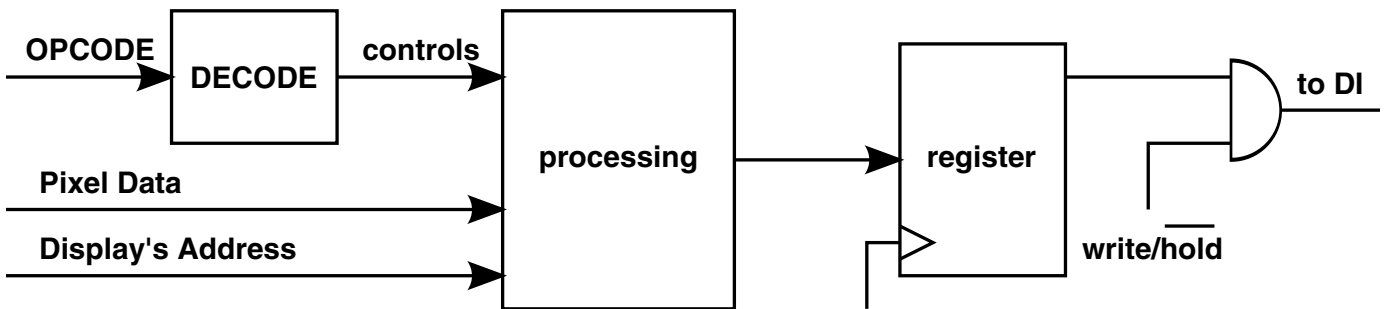 OPCODE
DECODE
controls
processing
register
to DI
Pixel Data
Display's Address
write/hold